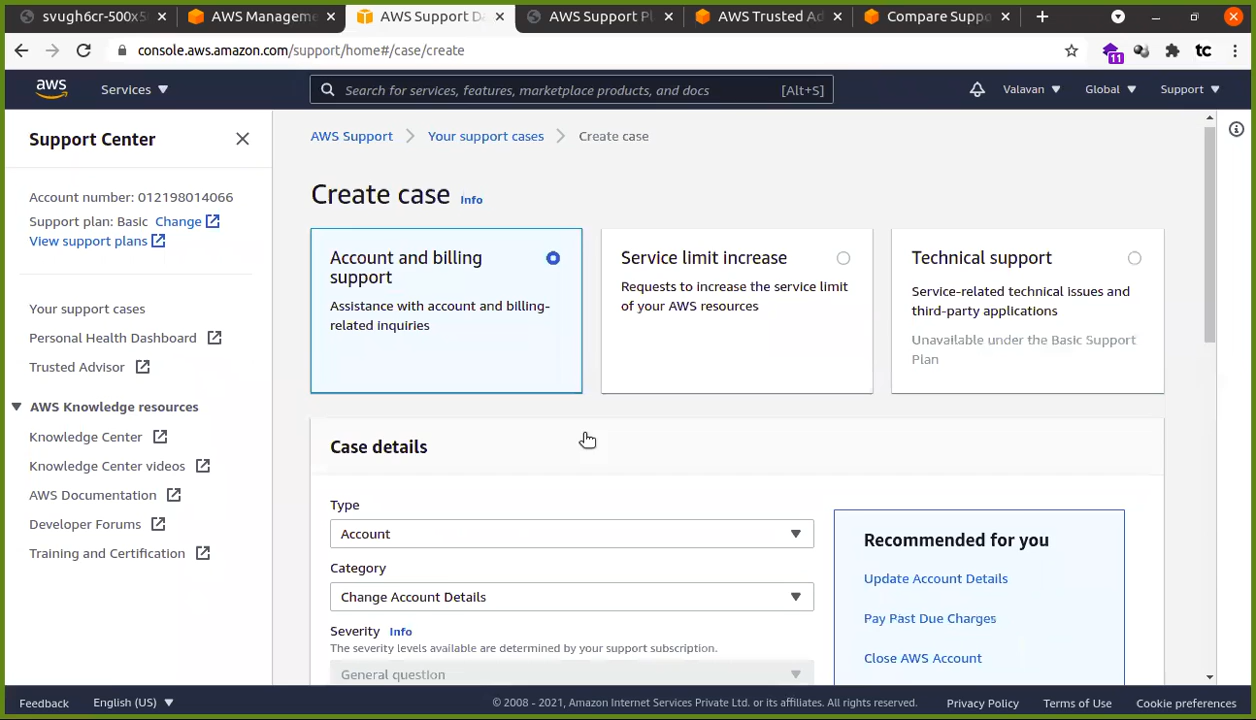 svugh6cr-500x5
AWS Manageme
AWS Support Da
AWS Support Pl
AWS Trusted Ad
Compare Suppo
console.aws.amazon.com/support/home#/case/create
11
tc
aws
Services
Search for services, features, marketplace products, and docs
[Alt+S]
Valavan
Global
Support
Support Center
Account number: 012198014066
Support plan: Basic Change
View support plans
Your support cases
Personal Health Dashboard
Trusted Advisor
AWS Knowledge resources
Knowledge Center
Knowledge Center videos
AWS Documentation
Developer Forums
Training and Certification
AWS Support
Your support cases
Create case
Create case Info
Account and billing
support
Assistance with account and billing-
related inquiries
Service limit increase
Requests to increase the service limit
of your AWS resources
Technical support
Service-related technical issues and
third-party applications
Unavailable under the Basic Support
Plan
Case details
Type
Account
Category
Change Account Details
Severity Info
The severity levels available are determined by your support subscription.
General question
Recommended for you
Update Account Details
Pay Past Due Charges
Close AWS Account
Feedback
English (US)
© 2008 - 2021, Amazon Internet Services Private Ltd. or its affiliates. All rights reserved.
Privacy Policy
Terms of Use
Cookie preferences